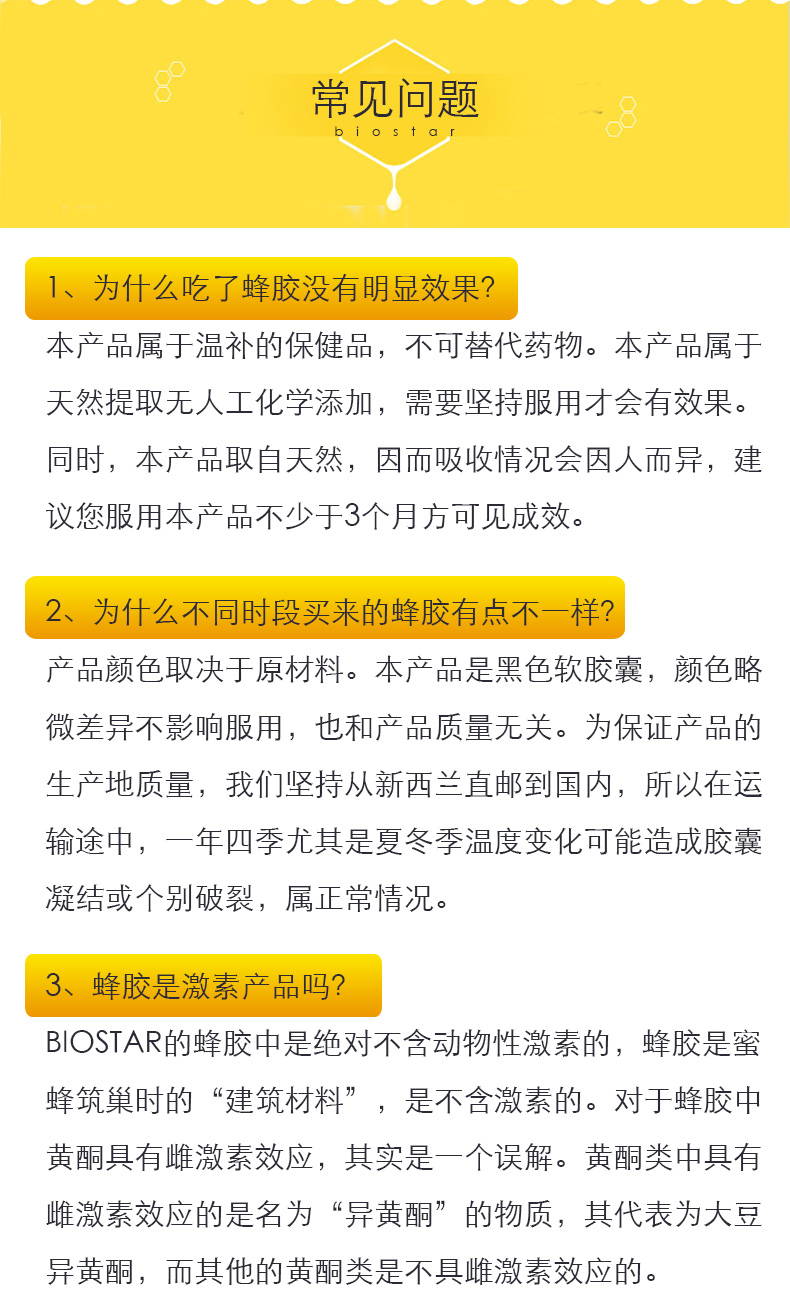 常见问题
biostar
1、为什么吃了蜂胶没有明显效果?
本产品属于温补的保健品，不可替代药物。本产品属于
天然提取无人工化学添加，需要坚持服用才会有效果。
同时，本产品取自天然，因而吸收情况会因人而异，建
议您服用本产品不少于3个月方可见成效。
2、为什么不同时段买来的蜂胶有点不一样?
产品颜色取决于原材料。本产品是黑色软胶囊，颜色略
微差异不影响服用，也和产品质量无关。为保证产品的
生产地质量，我们坚持从新西兰直邮到国内，所以在运
输途中，一年四季尤其是夏冬季温度变化可能造成胶囊
凝结或个别破裂，属正常情况。
3、蜂胶是激素产品吗?
BIOSTAR的蜂胶中是绝对不含动物性激素的，蜂胶是蜜
蜂筑巢时的“建筑材料”，是不含激素的。对于蜂胶中
黄酮具有雌激素效应，其实是一个误解。黄酮类中具有
雌激素效应的是名为“异黄酮”的物质，其代表为大豆
异黄酮，而其他的黄酮类是不具雌激素效应的。